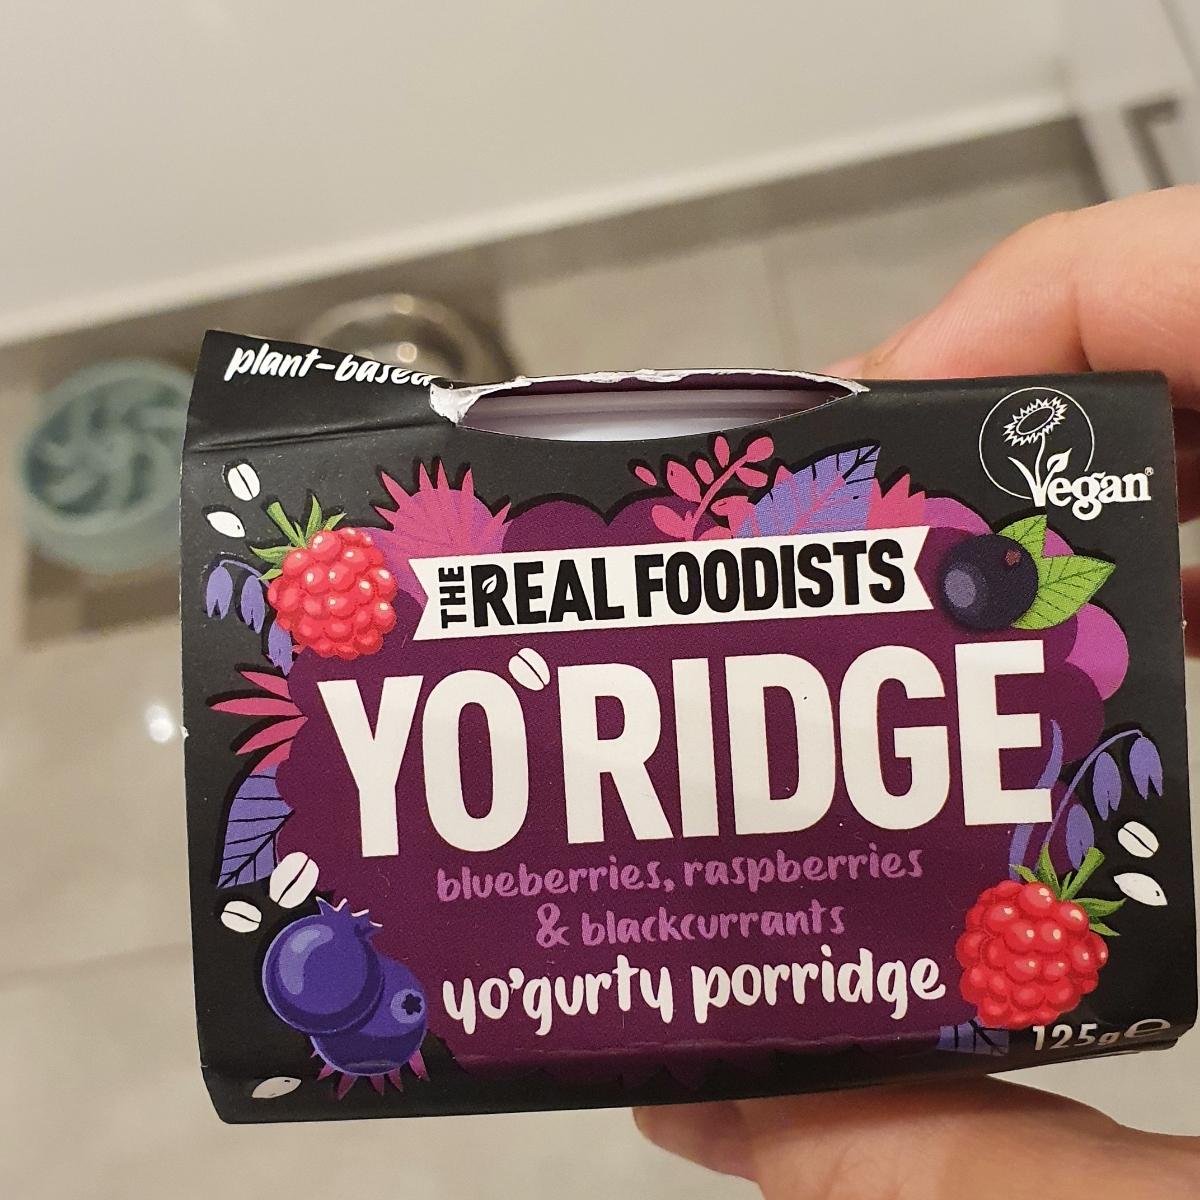 plant-based
Vegan
THE REAL FOODISTS
YO'RIDGE
blueberries, raspberries
& blackcurrants
yo'gurty porridge
125g e